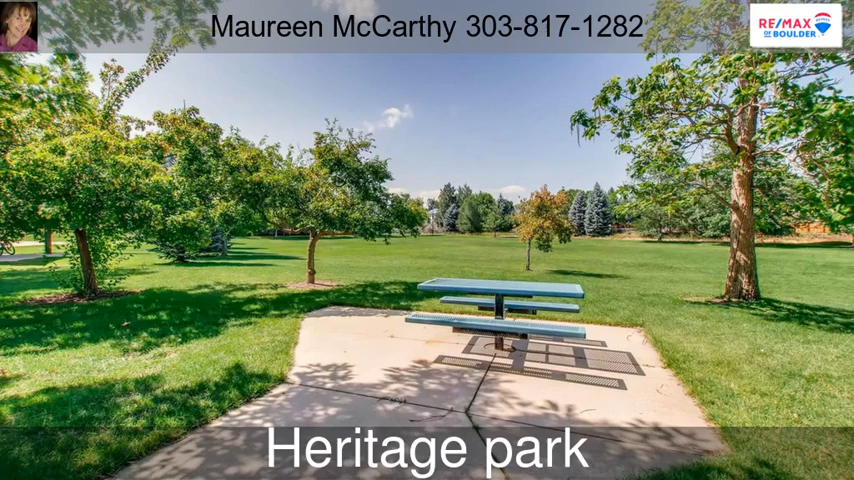 Maureen McCarthy 303-817-1282
RE/MAX
OF BOULDER
Heritage park